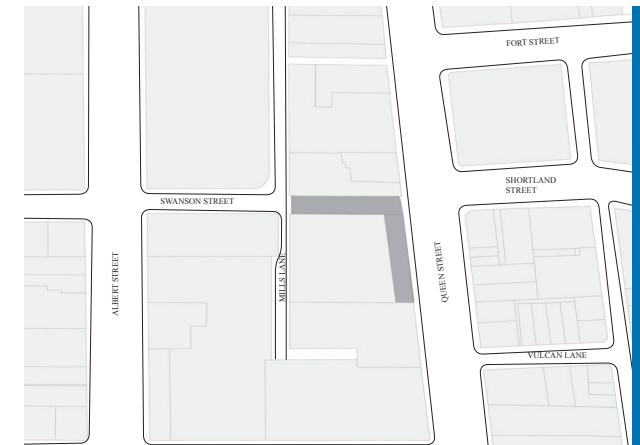 FORT STREET
SHORTLAND
STREET
SWANSON STREET
ALBERT STREET
MILLS LANE
QUEEN STREET
VULCAN LANE